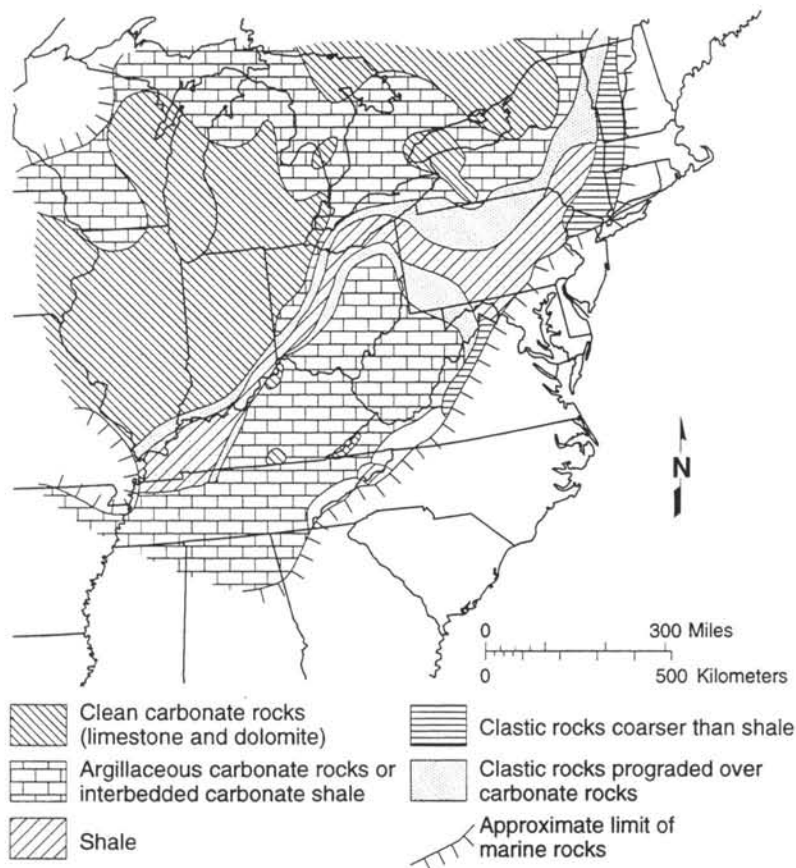 N
0 300 Miles
0 500 Kilometers
Clean carbonate rocks
(limestone and dolomite)
Argillaceous carbonate rocks or
interbedded carbonate shale
Shale
Clastic rocks coarser than shale
Clastic rocks prograded over
carbonate rocks
Approximate limit of
marine rocks